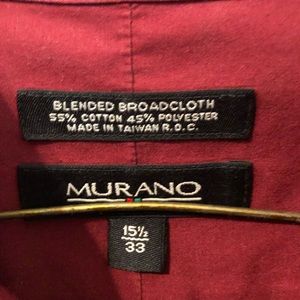 BLENDED BROADCLOTH
55% COTTON 45% POLYESTER
MADE IN TAIWAN R.O.C.
MURANO
15½
33